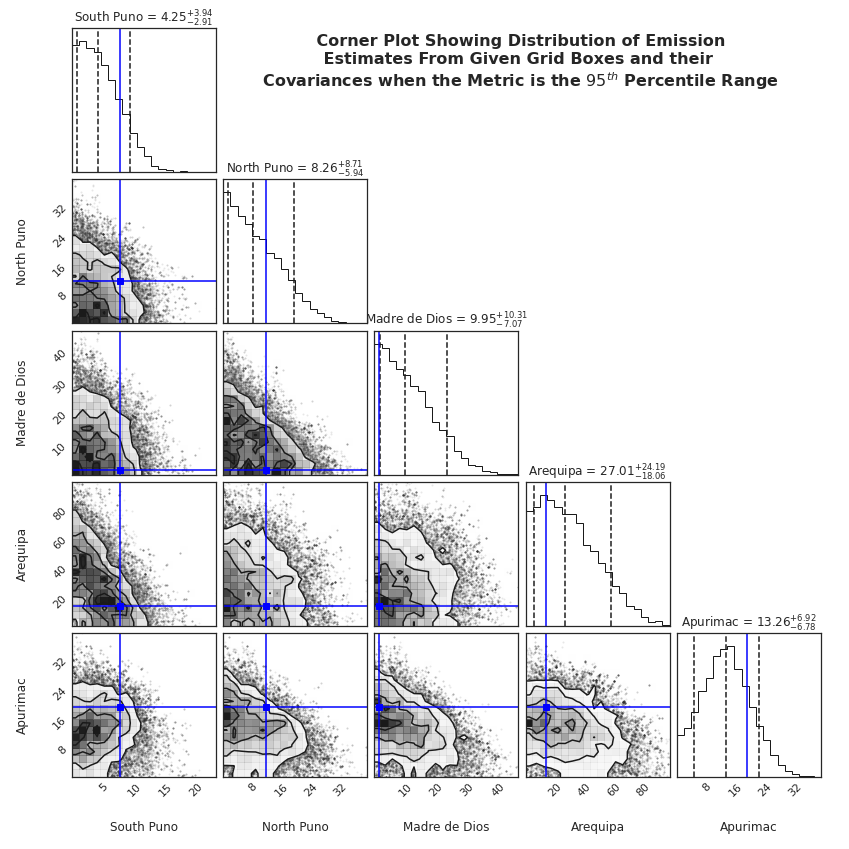 South Puno = 4.25^{+3.94}_{-2.91}
Corner Plot Showing Distribution of Emission
Estimates From Given Grid Boxes and their
Covariances when the Metric is the 95^{th} Percentile Range
North Puno = 8.26^{+8.71}_{-5.94}
North Puno
32
24
16
8
Madre de Dios = 9.95^{+10.31}_{-7.07}
Madre de Dios
40
30
20
10
Arequipa = 27.01^{+24.19}_{-18.06}
Arequipa
80
60
40
20
Apurimac = 13.26^{+6.92}_{-6.78}
Apurimac
32
24
16
8
5 10 15 20 8 16 24 32 10 20 30 40 20 40 60 80 8 16 24 32
South Puno North Puno Madre de Dios Arequipa Apurimac